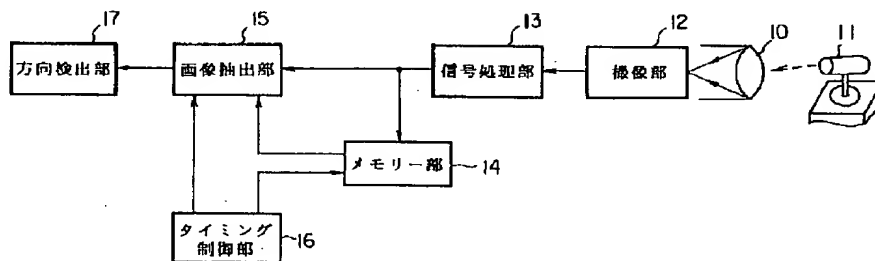 17
15
13
12
10
11
方向検出部
画像抽出部
信号処理部
撮像部
メモリー部
14
タイミング
制御部
16